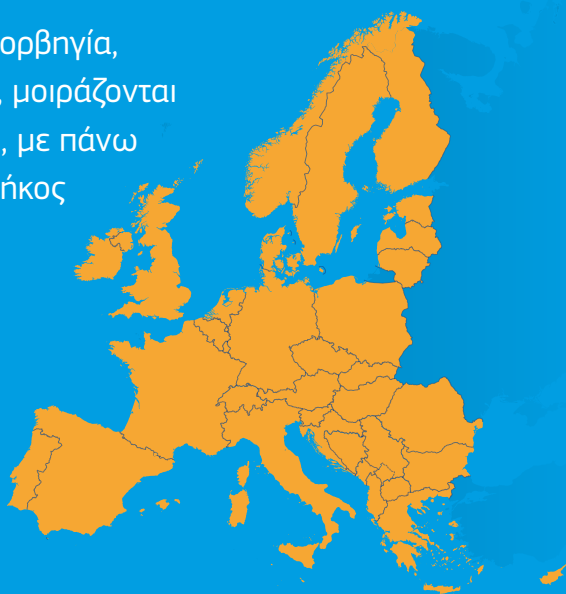 ορβηγία,
, μοιράζονται
, με πάνω
ήκος